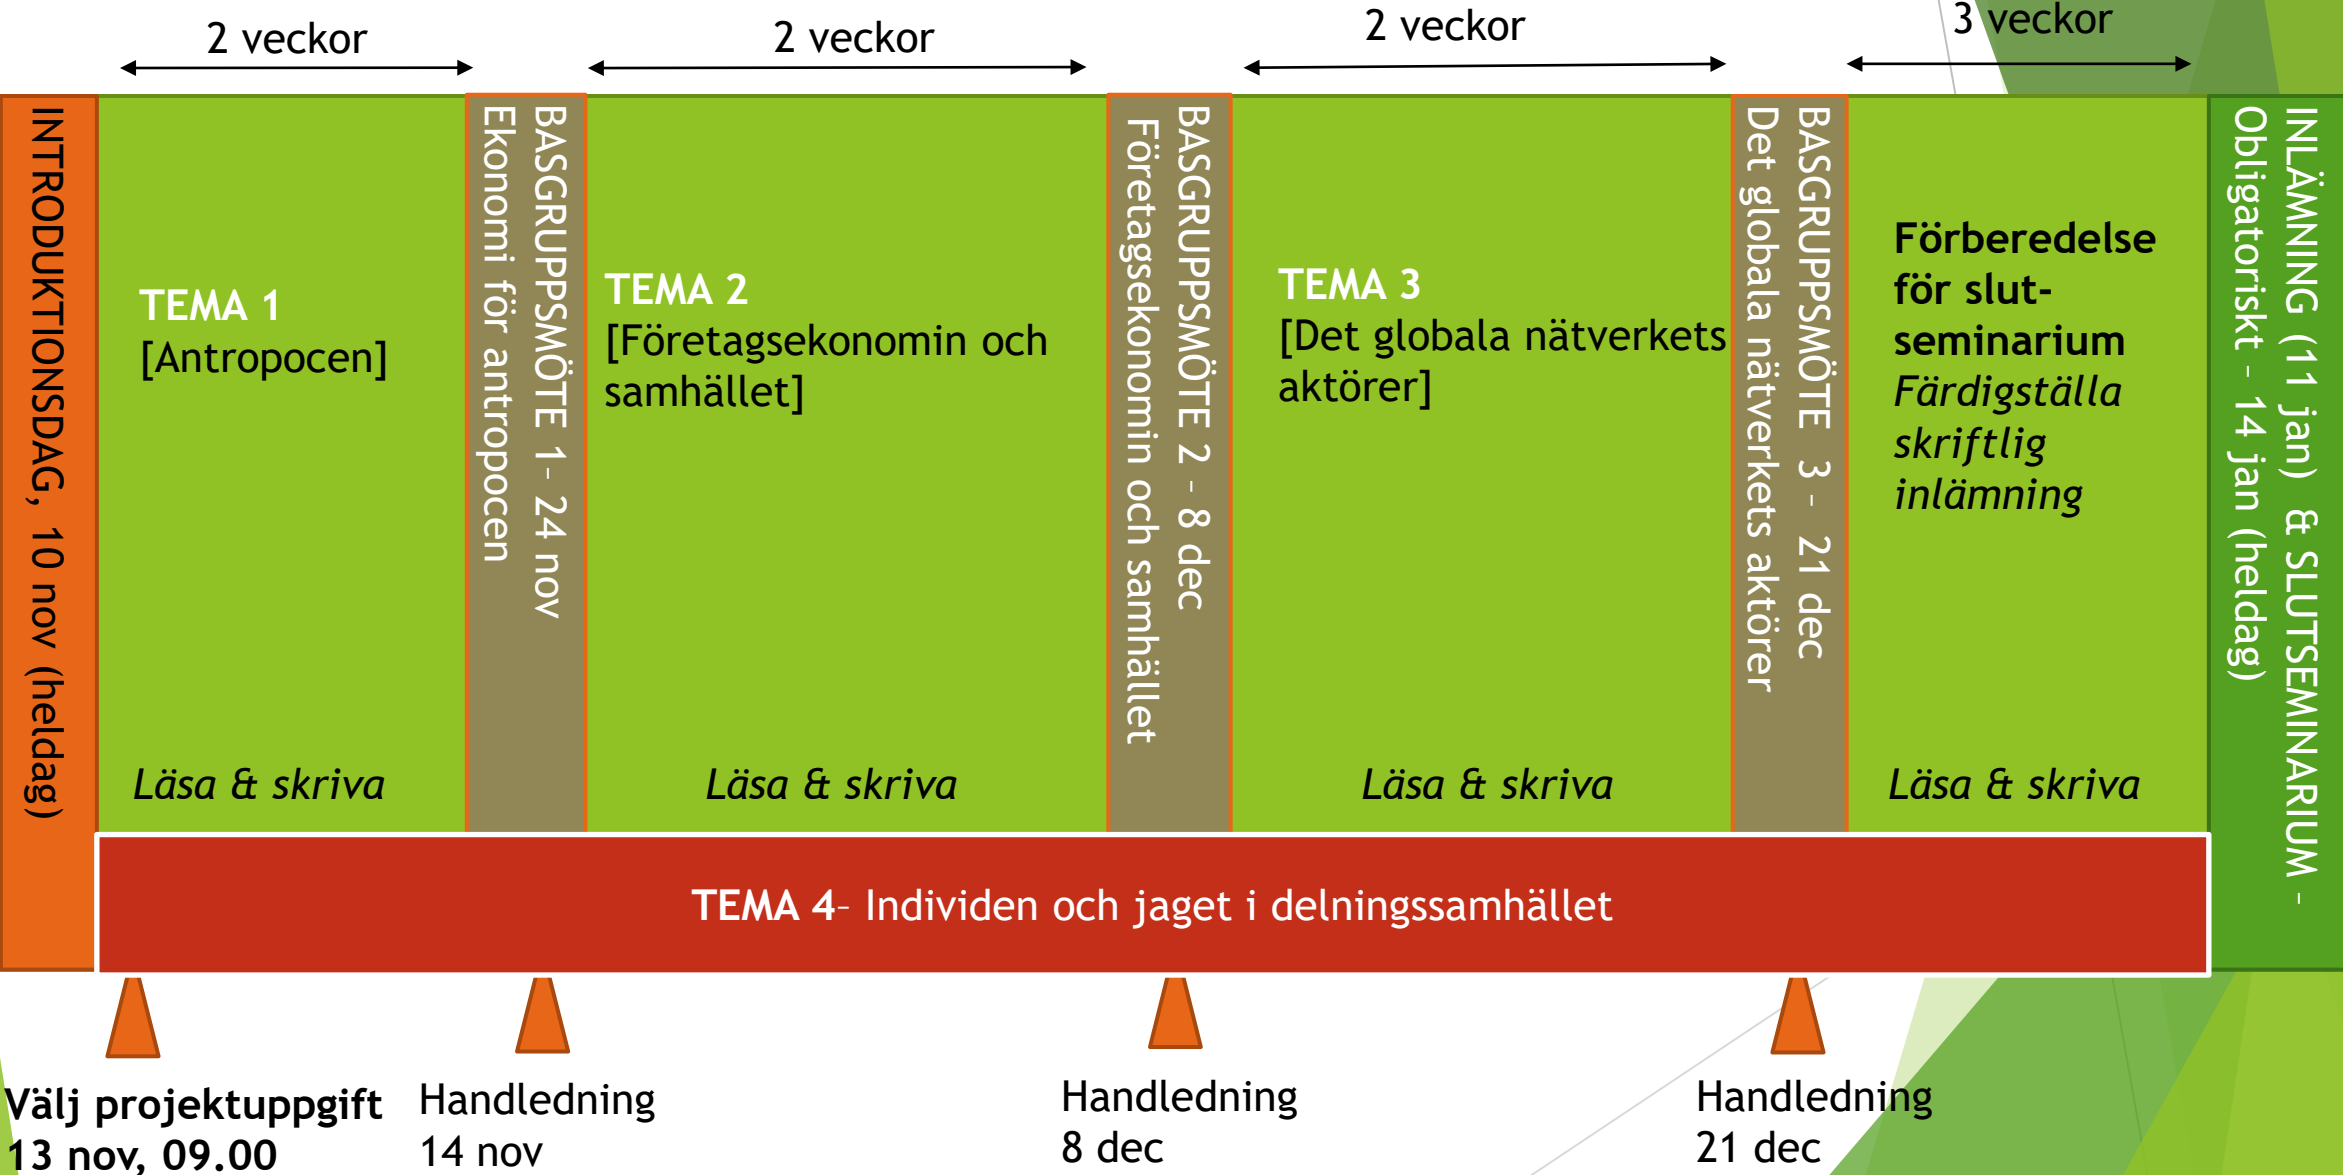 2 veckor
2 veckor
2 veckor
3 veckor
INTRODUKTIONSDAG, 10 nov (heldag)
TEMA 1
[Antropocen]
Läsa & skriva
BASGRUPPSMÖTE 1– 24 nov
Ekonomi för antropocen
TEMA 2
[Företagsekonomin och
samhället]
Läsa & skriva
BASGRUPPSMÖTE 2 – 8 dec
Företagsekonomin och samhället
TEMA 3
[Det globala nätverkets
aktörer]
Läsa & skriva
BASGRUPPSMÖTE 3 – 21 dec
Det globala nätverkets aktörer
Förberedelse
för slut-
seminarium
Färdigställa
skriftlig
inlämning
Läsa & skriva
INLÄMNING (11 jan) & SLUTSEMINARIUM –
Obligatoriskt – 14 jan (heldag)
TEMA 4– Individen och jaget i delningssamhället
Välj projektuppgift
13 nov, 09.00
Handledning
14 nov
Handledning
8 dec
Handledning
21 dec